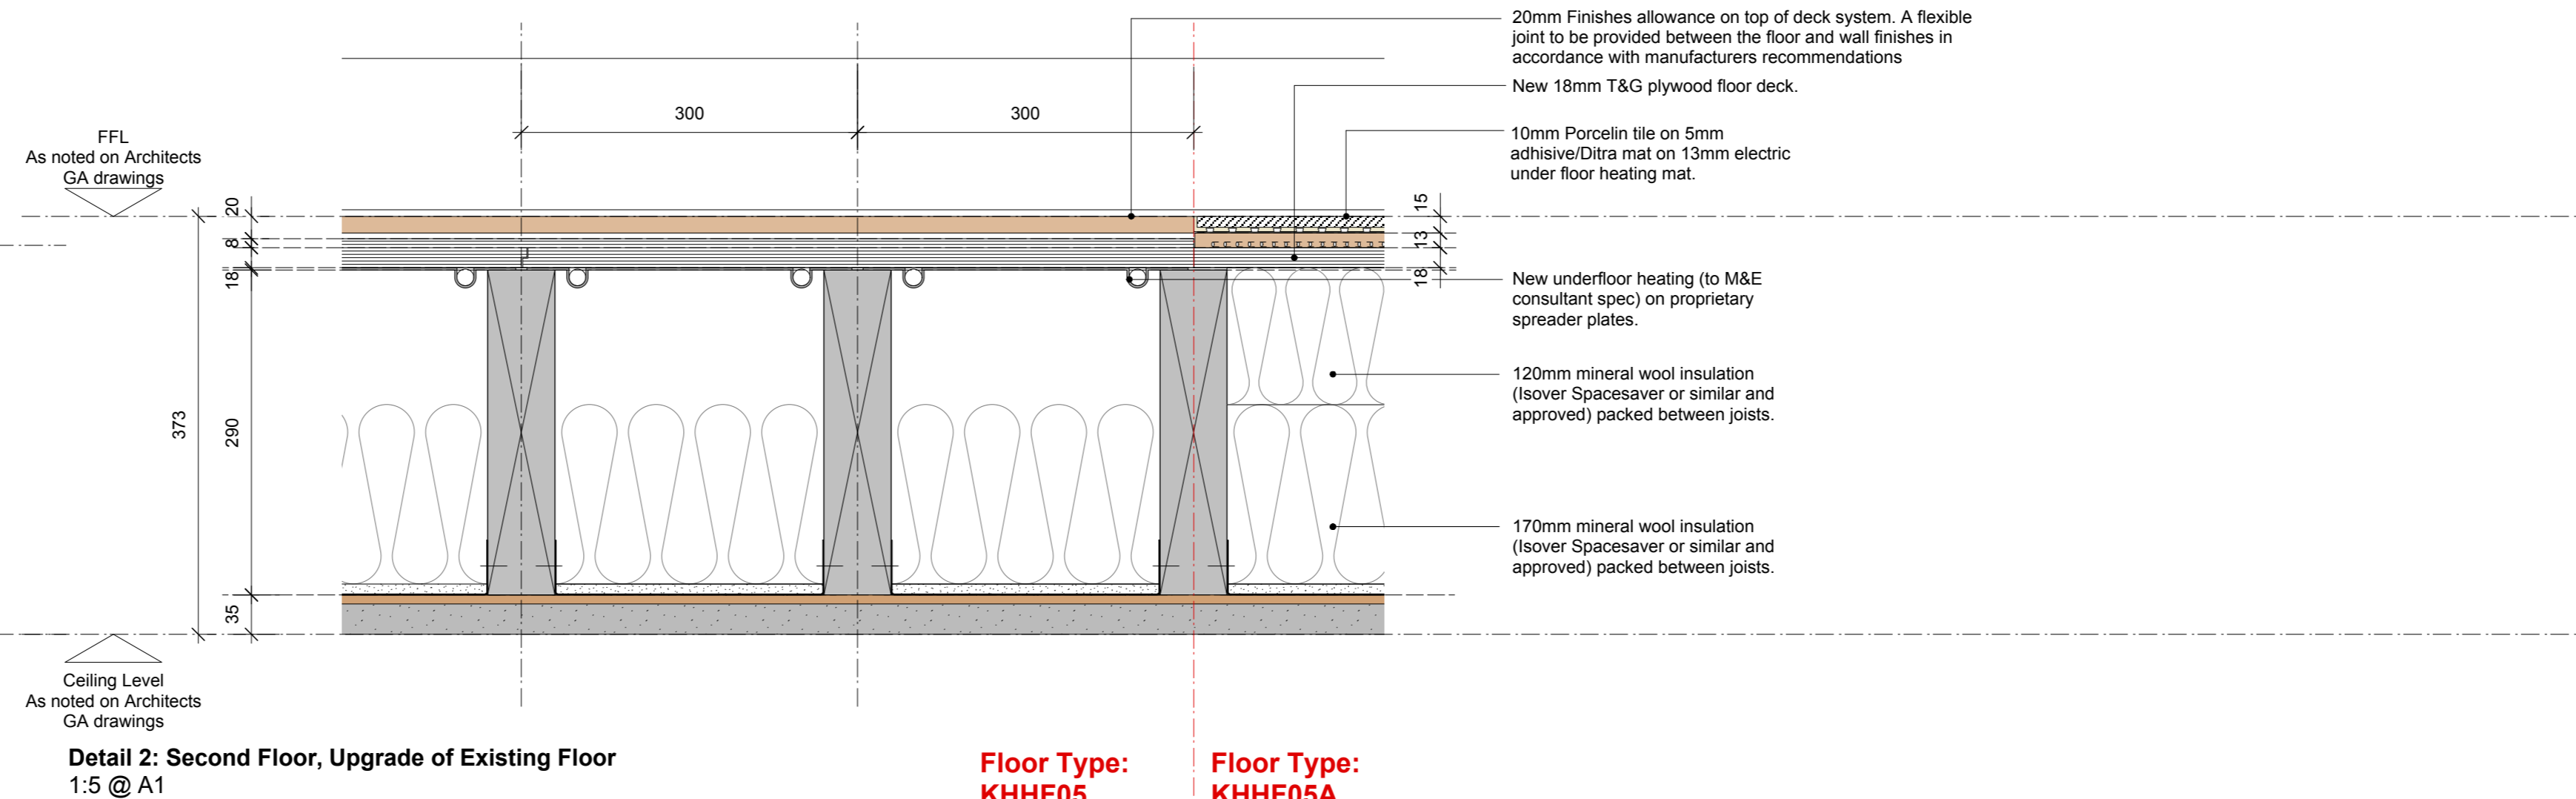 20mm Finishes allowance on top of deck system. A flexible
joint to be provided between the floor and wall finishes in
accordance with manufacturers recommendations
New 18mm T&G plywood floor deck.
300
300
10mm Porcelin tile on 5mm
adhisive/Ditra mat on 13mm electric
under floor heating mat.
FFL
As noted on Architects
GA drawings
20
8
18
15
13
18
New underfloor heating (to M&E
consultant spec) on proprietary
spreader plates.
120mm mineral wool insulation
(Isover Spacesaver or similar and
approved) packed between joists.
373
290
170mm mineral wool insulation
(Isover Spacesaver or similar and
approved) packed between joists.
35
Ceiling Level
As noted on Architects
GA drawings
Detail 2: Second Floor, Upgrade of Existing Floor
1:5 @ A1
Floor Type:
KHHF05
Floor Type:
KHHF05A